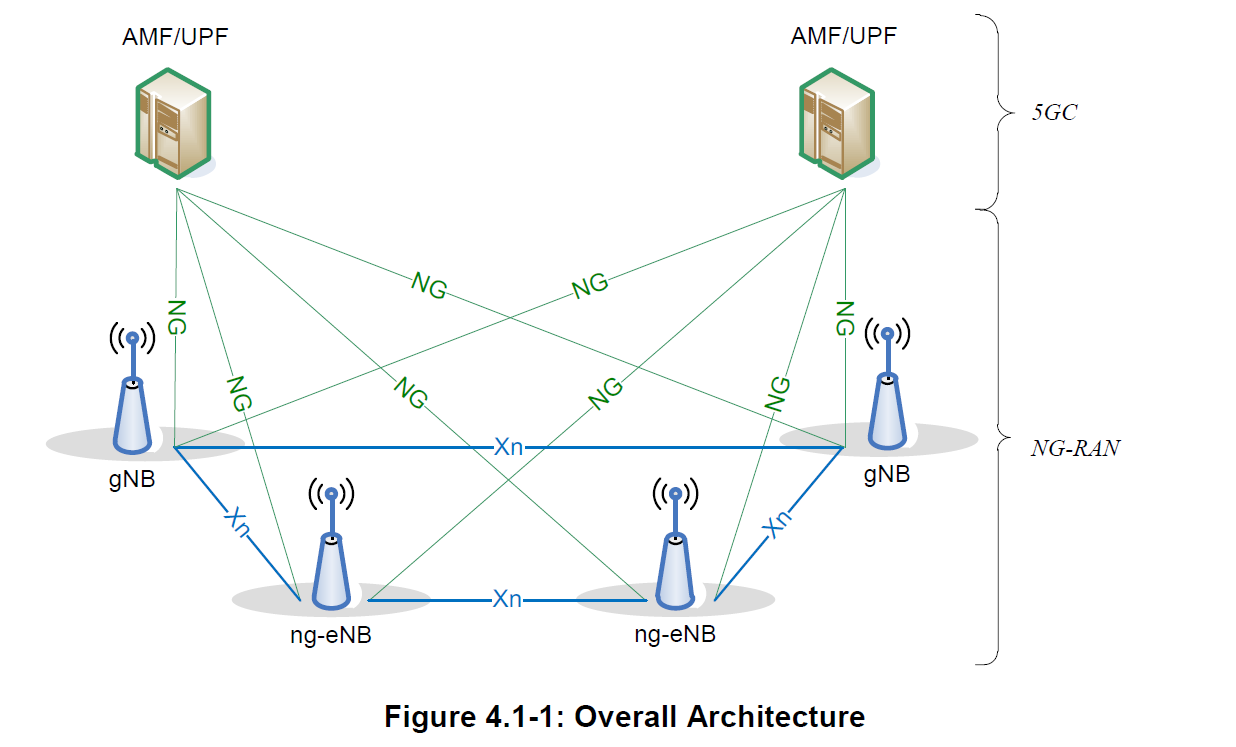 AMF/UPF
AMF/UPF
5GC
NG
NG
NG
NG
NG
NG
NG
NG
Xn
gNB
gNB
NG-RAN
Xn
Xn
Xn
ng-eNB
ng-eNB
Figure 4.1-1: Overall Architecture